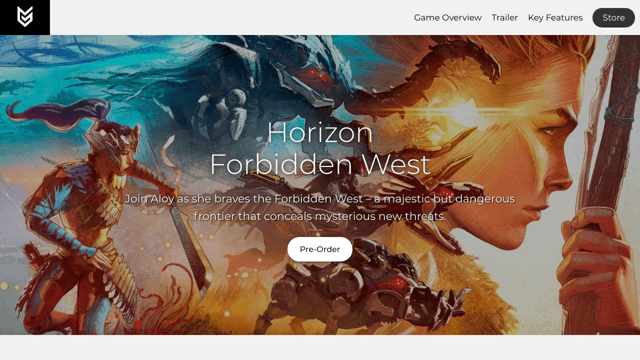 Game Overview Trailer Key Features Store
Horizon
Forbidden West
Join Aloy as she braves the Forbidden West – a majestic but dangerous
frontier that conceals mysterious new threats.
Pre-Order